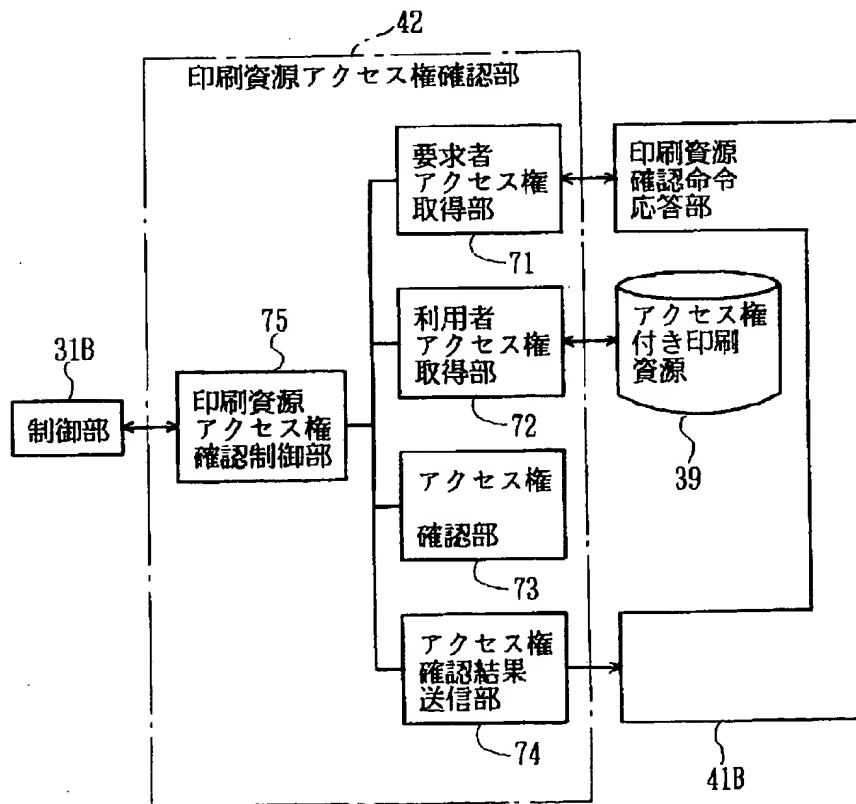 42
印刷資源アクセス権確認部
要求者
アクセス権
取得部
71
印刷資源
確認命令
応答部
75
利用者
アクセス権
取得部
72
アクセス権
付き印刷
資源
39
31B
制御部
印刷資源
アクセス権
確認制御部
アクセス権
確認部
73
アクセス権
確認結果
送信部
74
41B